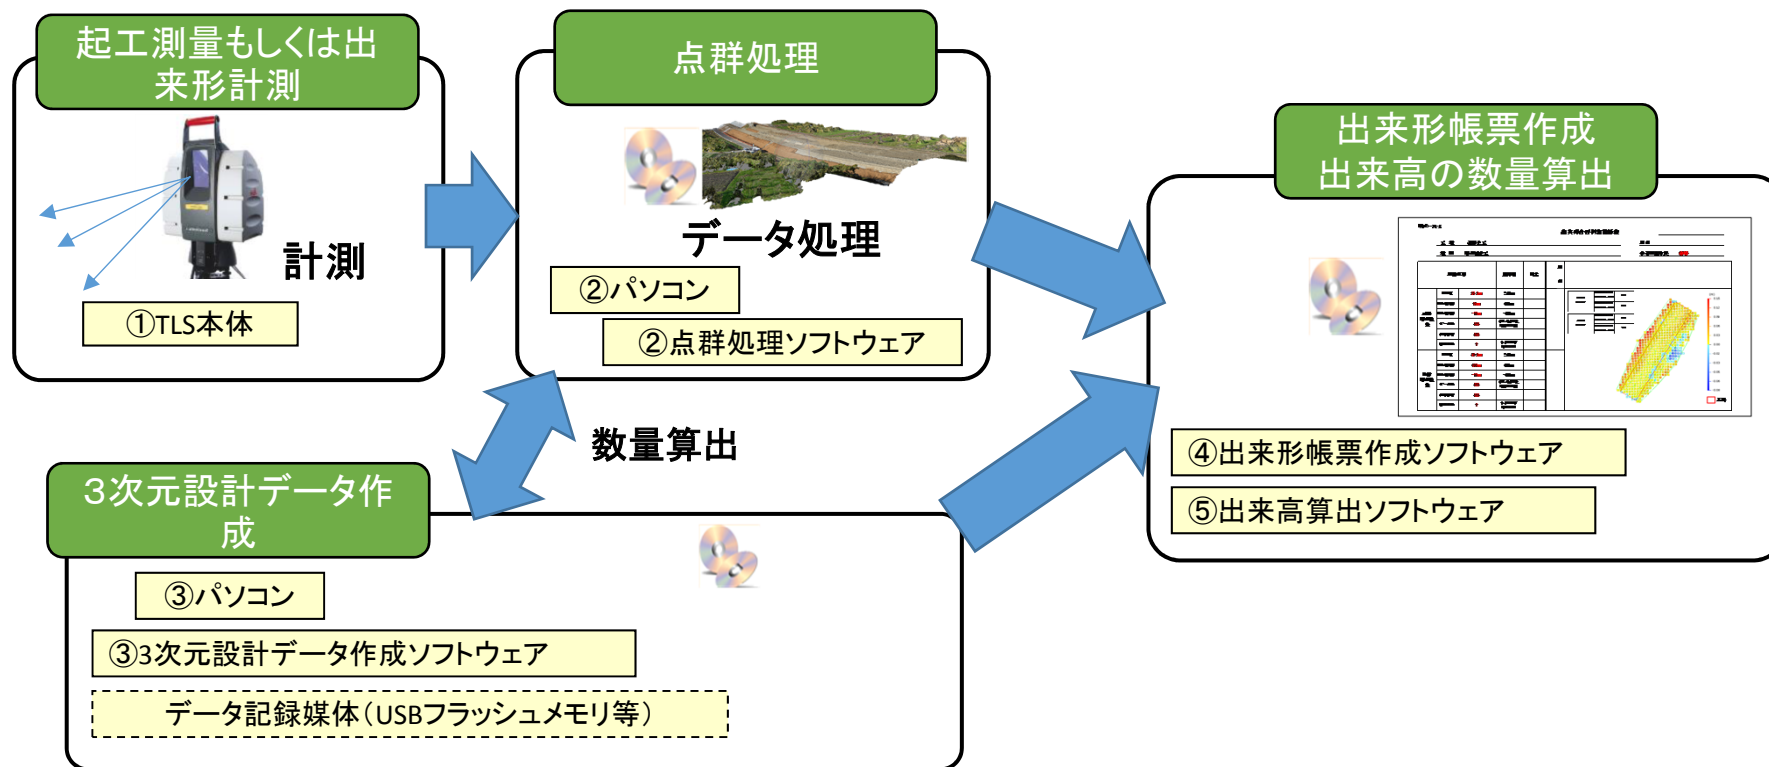 起工測量もしくは出
来形計測
計測
①TLS本体
点群処理
データ処理
②パソコン
②点群処理ソフトウェア
数量算出
３次元設計データ作
成
③パソコン
③3次元設計データ作成ソフトウェア
データ記録媒体（USBフラッシュメモリ等）
出来形帳票作成
出来高の数量算出
④出来形帳票作成ソフトウェア
⑤出来高算出ソフトウェア